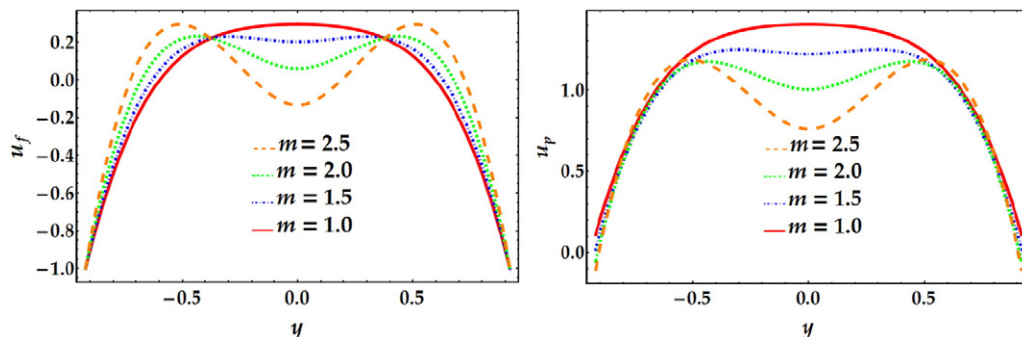 0.2
0.0
−0.2
−0.4
−0.6
−0.8
−1.0
u_f
m = 2.5
m = 2.0
m = 1.5
m = 1.0
−0.5
0.0
0.5
y
1.0
0.5
0.0
u_p
m = 2.5
m = 2.0
m = 1.5
m = 1.0
−0.5
0.0
0.5
y